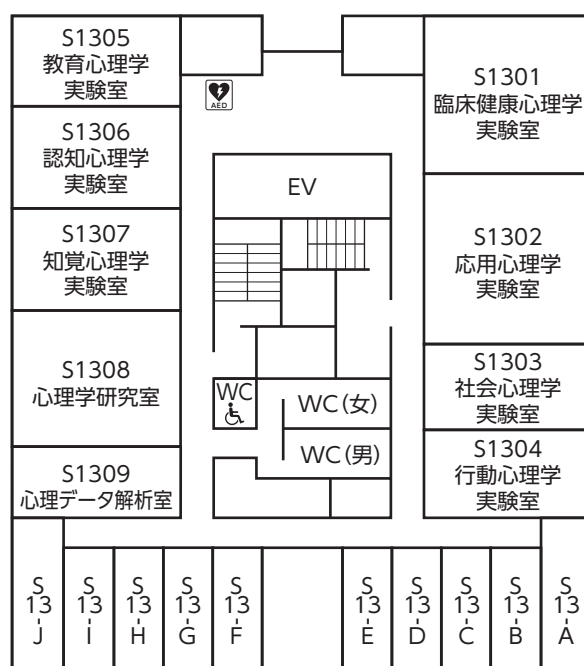 S1305
教育心理学
実験室
S1301
臨床健康心理学
実験室
AED
S1306
認知心理学
実験室
EV
S1307
知覚心理学
実験室
S1302
応用心理学
実験室
S1308
心理学研究室
S1303
社会心理学
実験室
WC
WC(女)
WC(男)
S1304
行動心理学
実験室
S1309
心理データ解析室
S13-J
S13-I
S13-H
S13-G
S13-F
S13-E
S13-D
S13-C
S13-B
S13-A